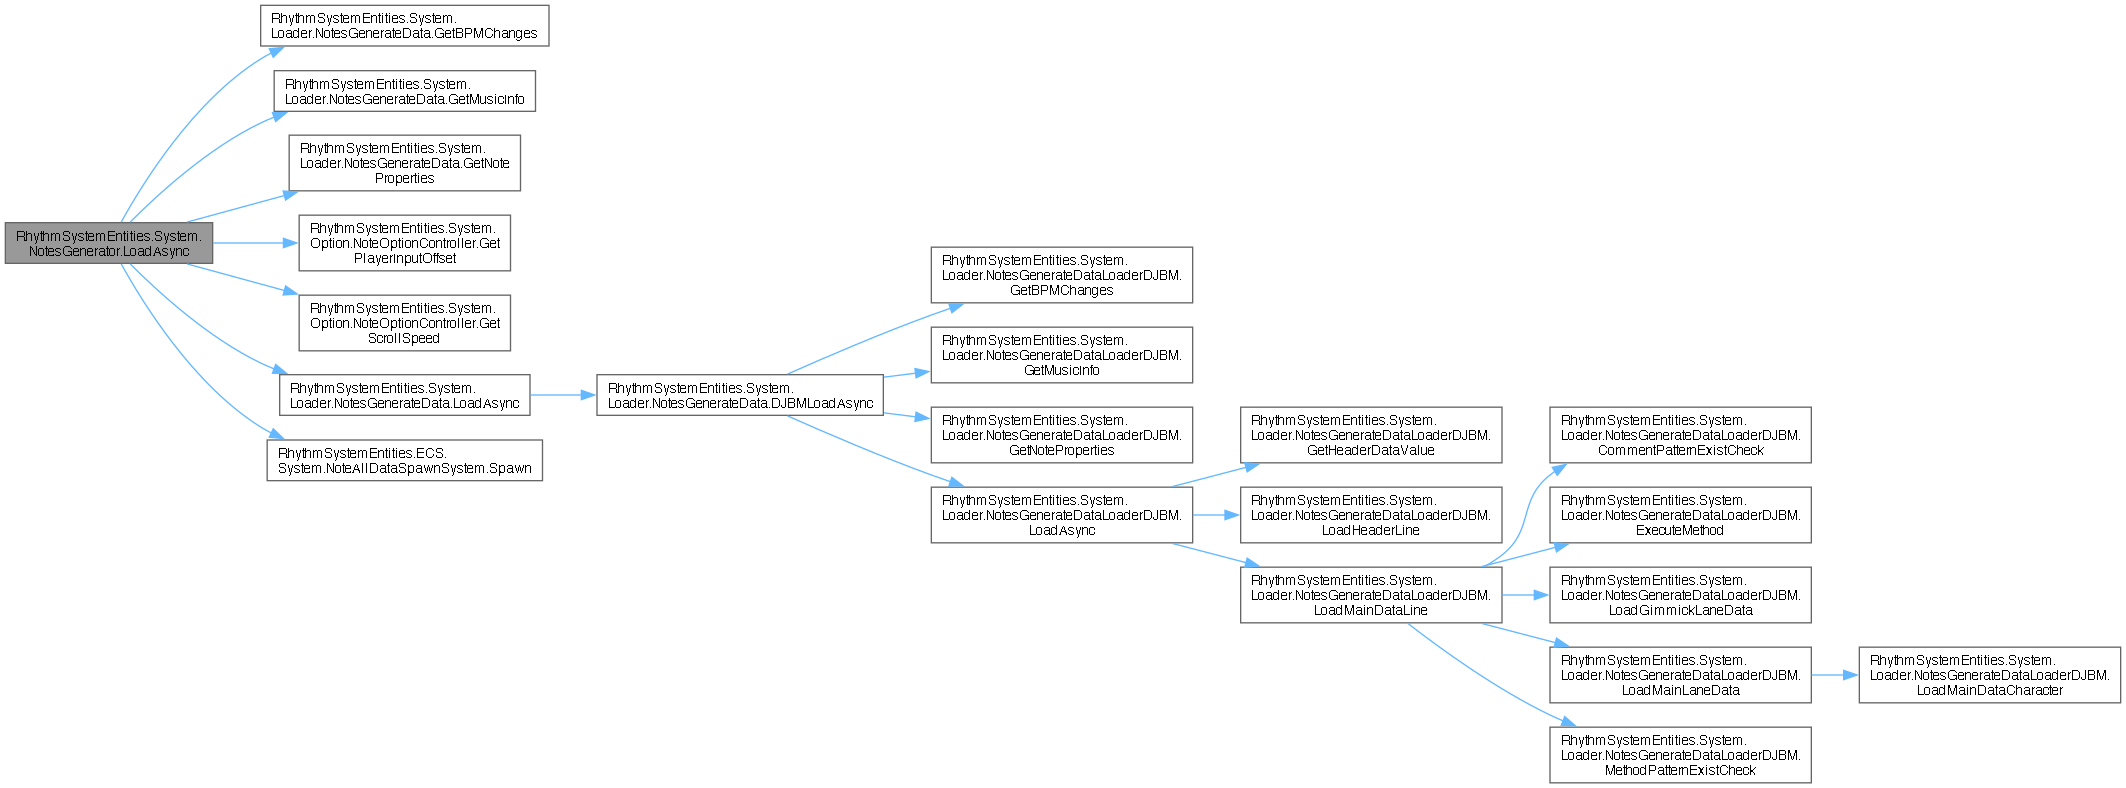 RhythmSystemEntities.System.
Loader.NotesGenerateData.GetBPMChanges
RhythmSystemEntities.System.
Loader.NotesGenerateData.GetMusicInfo
RhythmSystemEntities.System.
Loader.NotesGenerateData.GetNote
Properties
RhythmSystemEntities.System.
NotesGenerator.LoadAsync
RhythmSystemEntities.System.
Option.NoteOptionController.Get
PlayerInputOffset
RhythmSystemEntities.System.
Option.NoteOptionController.Get
ScrollSpeed
RhythmSystemEntities.System.
Loader.NotesGenerateData.LoadAsync
RhythmSystemEntities.ECS.
System.NoteAllDataSpawnSystem.Spawn
RhythmSystemEntities.System.
Loader.NotesGenerateData.DJBMLoadAsync
RhythmSystemEntities.System.
Loader.NotesGenerateDataLoaderDJBM.
GetBPMChanges
RhythmSystemEntities.System.
Loader.NotesGenerateDataLoaderDJBM.
GetMusicInfo
RhythmSystemEntities.System.
Loader.NotesGenerateDataLoaderDJBM.
GetNoteProperties
RhythmSystemEntities.System.
Loader.NotesGenerateDataLoaderDJBM.
LoadAsync
RhythmSystemEntities.System.
Loader.NotesGenerateDataLoaderDJBM.
GetHeaderDataValue
RhythmSystemEntities.System.
Loader.NotesGenerateDataLoaderDJBM.
LoadHeaderLine
RhythmSystemEntities.System.
Loader.NotesGenerateDataLoaderDJBM.
LoadMainDataLine
RhythmSystemEntities.System.
Loader.NotesGenerateDataLoaderDJBM.
CommentPatternExistCheck
RhythmSystemEntities.System.
Loader.NotesGenerateDataLoaderDJBM.
ExecuteMethod
RhythmSystemEntities.System.
Loader.NotesGenerateDataLoaderDJBM.
LoadGimmickLaneData
RhythmSystemEntities.System.
Loader.NotesGenerateDataLoaderDJBM.
LoadMainLaneData
RhythmSystemEntities.System.
Loader.NotesGenerateDataLoaderDJBM.
MethodPatternExistCheck
RhythmSystemEntities.System.
Loader.NotesGenerateDataLoaderDJBM.
LoadMainDataCharacter